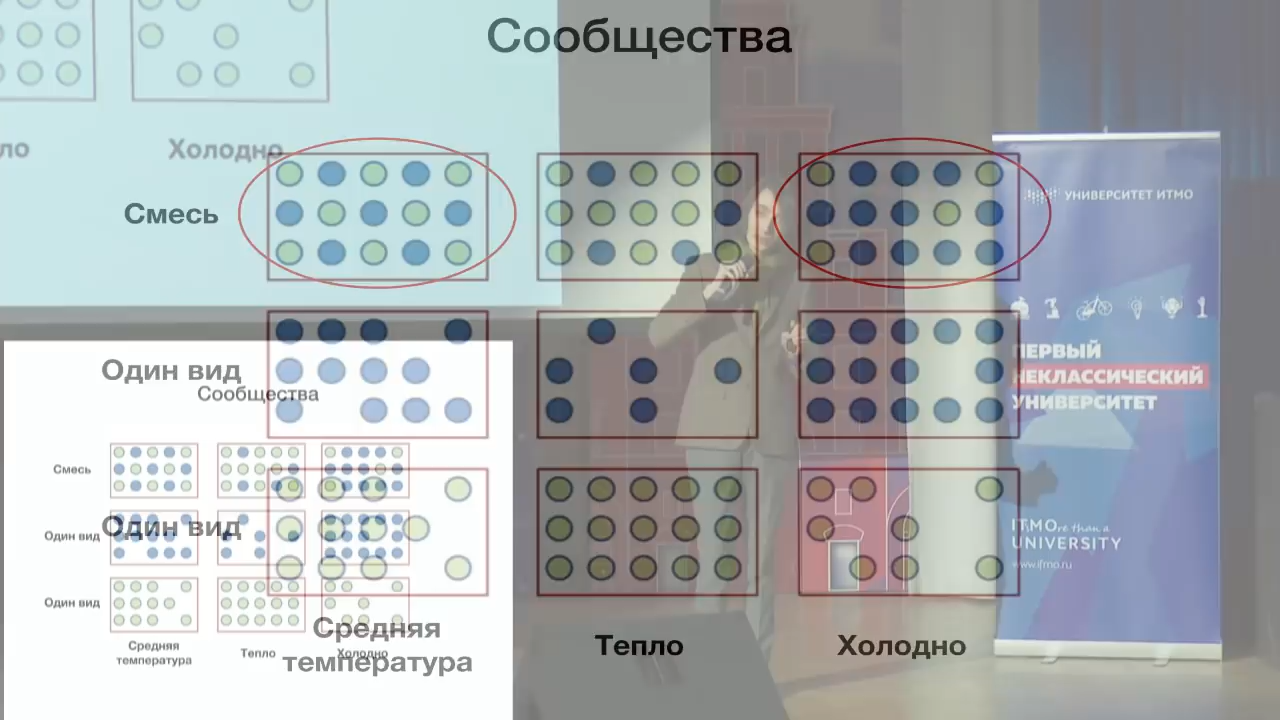 Сообщества
ло
Холодно
Смесь
УНИВЕРСИТЕТ ИТМО
Один вид
Сообщества
ПЕРВЫЙ
НЕКЛАССИЧЕСКИЙ
УНИВЕРСИТЕТ
Смесь
Один вид
Один вид
Один вид
ITMOre than a
UNIVERSITY
www.ifmo.ru
Средняя
температура
Тепло
Холодно
Средняя
температура
Тепло
Холодно